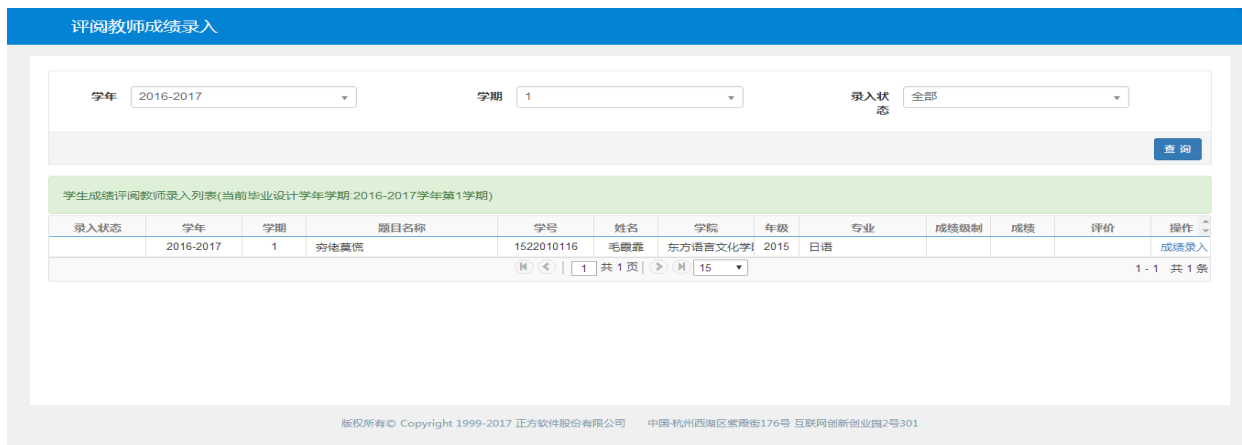 评阅教师成绩录入
学年 2016-2017 学期 1 录入状态 全部
查 询
学生成绩评阅教师录入列表(当前毕业设计学年学期:2016-2017学年第1学期)
录入状态 学年 学期 题目名称 学号 姓名 学院 年级 专业 成绩级制 成绩 评价 操作
2016-2017 1 穷佬莫慌 1522010116 毛霞霏 东方语言文化学 2015 日语 成绩录入
1 共 1 页 15 1 - 1 共 1 条
版权所有© Copyright 1999-2017 正方软件股份有限公司 中国·杭州西湖区紫霞街176号 互联网创新创业园2号301